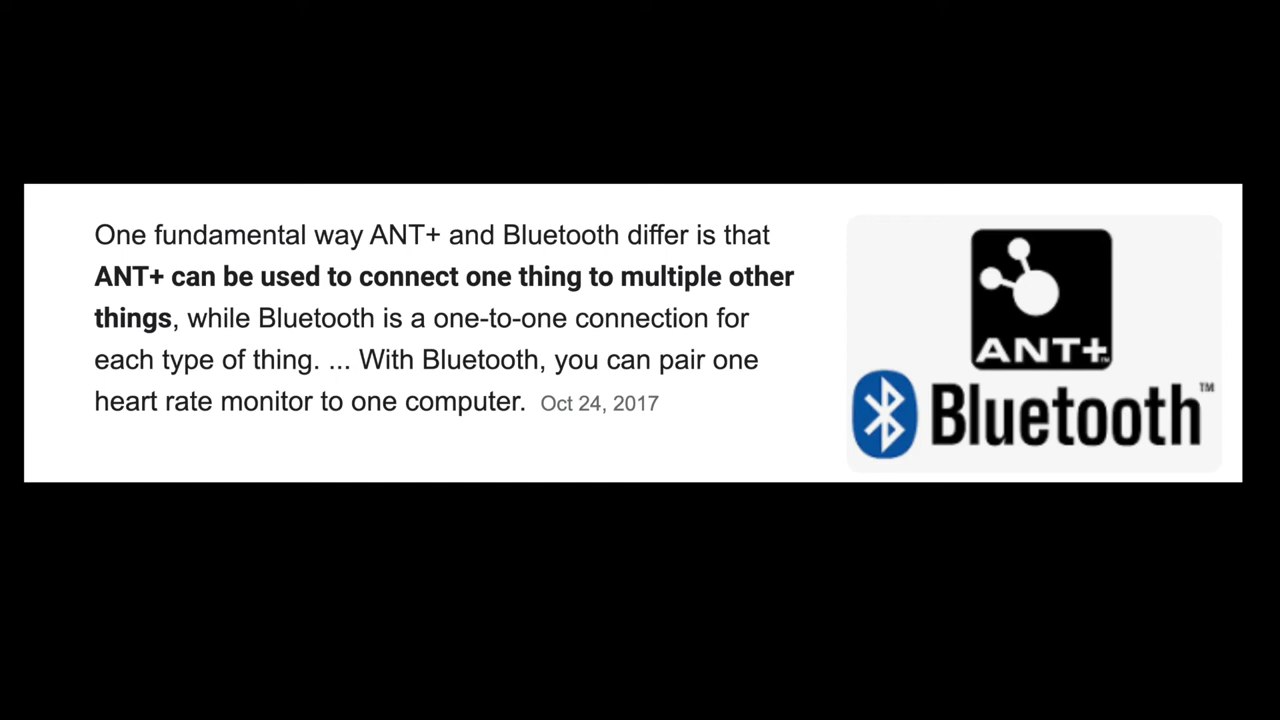 One fundamental way ANT+ and Bluetooth differ is that
ANT+ can be used to connect one thing to multiple other
things, while Bluetooth is a one-to-one connection for
each type of thing. ... With Bluetooth, you can pair one
heart rate monitor to one computer. Oct 24, 2017
ANT+™
Bluetooth™